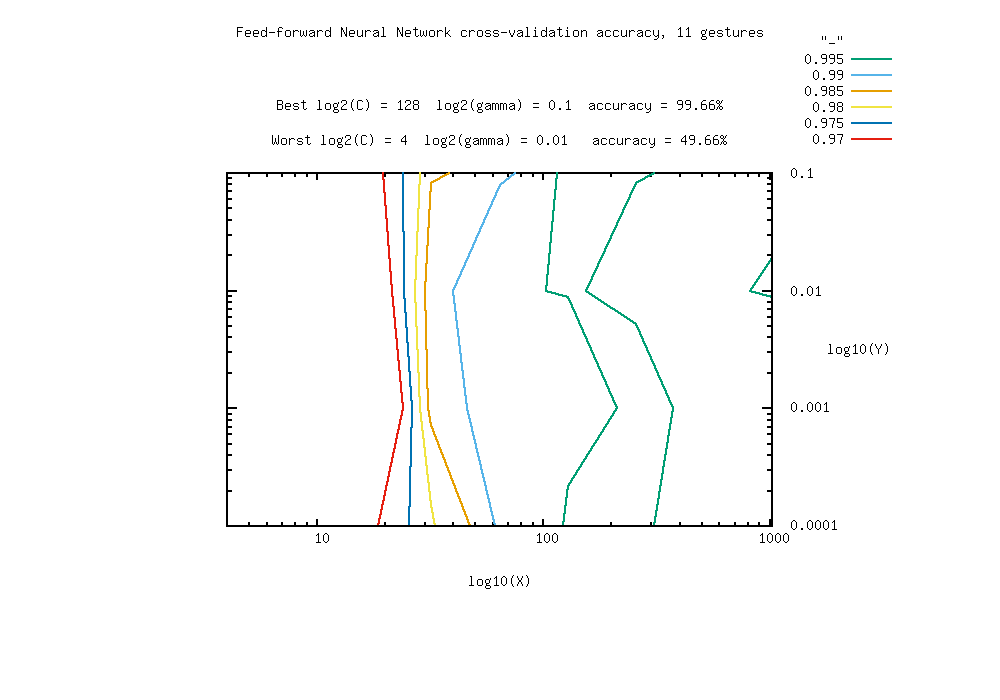 Feed-forward Neural Network cross-validation accuracy, 11 gestures
"_"
0.995
0.99
0.985
0.98
0.975
0.97
Best log2(C) = 128  log2(gamma) = 0.1  accuracy = 99.66%
Worst log2(C) = 4  log2(gamma) = 0.01   accuracy = 49.66%
0.1
0.01
log10(Y)
0.001
0.0001
10
100
1000
log10(X)